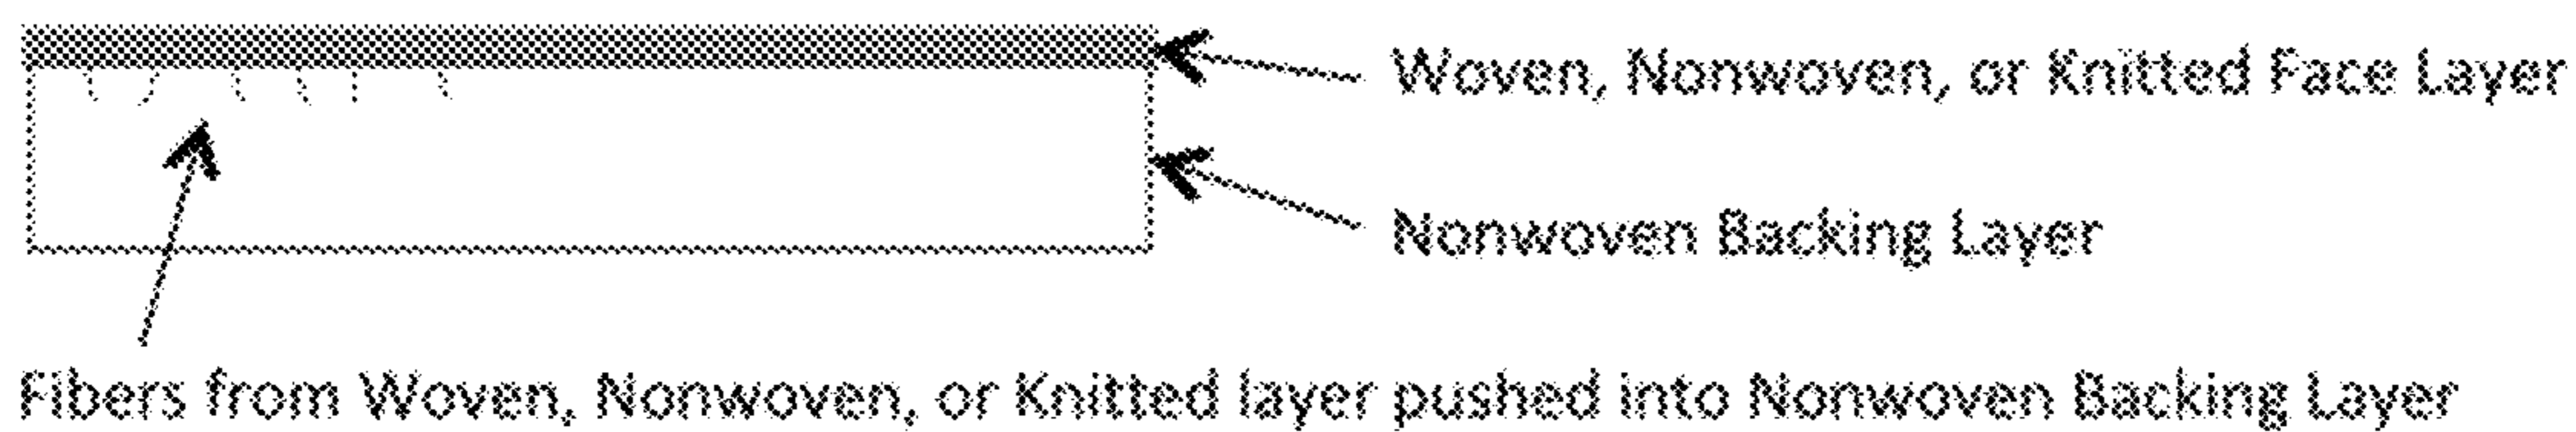 Woven, Nonwoven, or Knitted Face Layer
Nonwoven Backing Layer
Fibers from Woven, Nonwoven, or Knitted layer pushed into Nonwoven Backing Layer